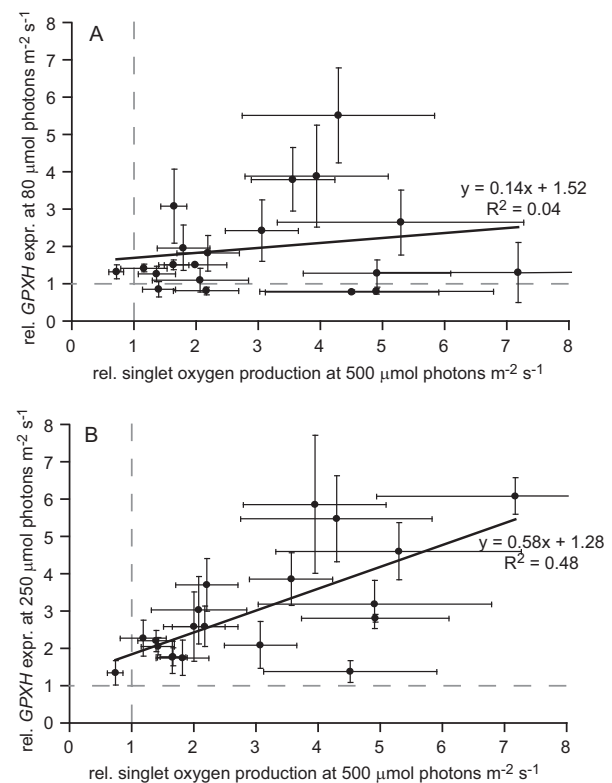 A
rel. GPXH expr. at 80 μmol photons m-2 s-1
8
7
6
5
4
3
2
1
0
y = 0.14x + 1.52
R2 = 0.04
0 1 2 3 4 5 6 7 8
rel. singlet oxygen production at 500 μmol photons m-2 s-1
B
rel. GPXH expr. at 250 μmol photons m-2 s-1
8
7
6
5
4
3
2
1
0
y = 0.58x + 1.28
R2 = 0.48
0 1 2 3 4 5 6 7 8
rel. singlet oxygen production at 500 μmol photons m-2 s-1